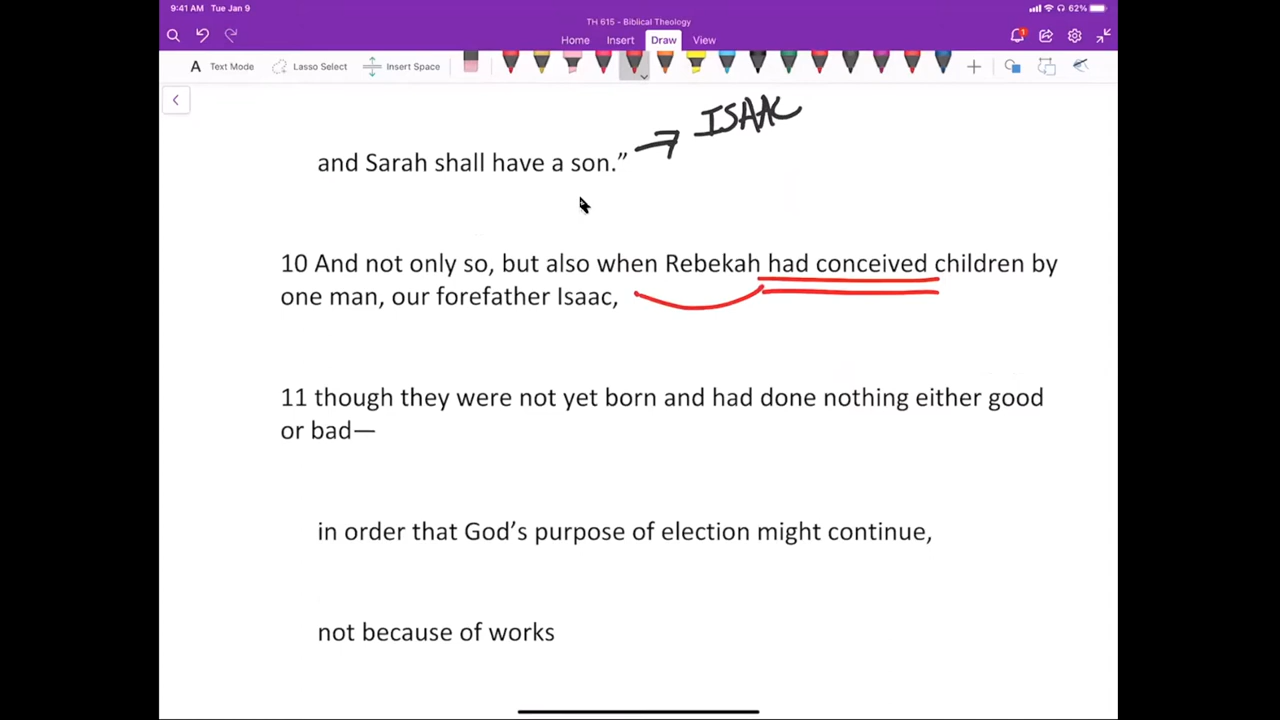 9:41 AM Tue Jan 9
62%
TH 615 - Biblical Theology
Home Insert Draw View
1
A Text Mode Lasso Select Insert Space
ISAAC
and Sarah shall have a son.”
10 And not only so, but also when Rebekah had conceived children by
one man, our forefather Isaac,
11 though they were not yet born and had done nothing either good
or bad—
in order that God’s purpose of election might continue,
not because of works